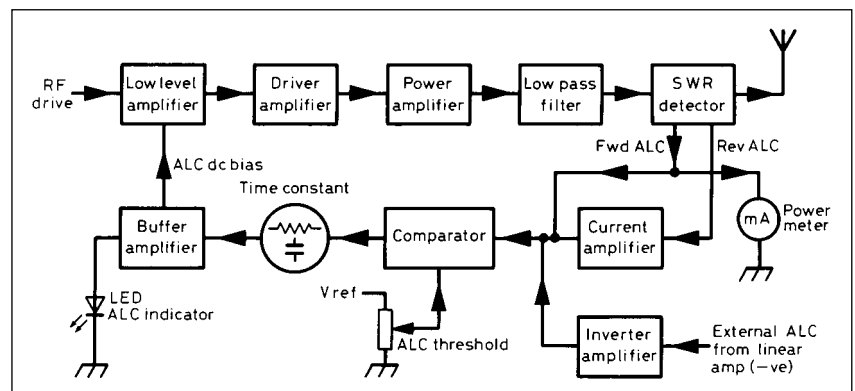 RF
drive
Low level
amplifier
Driver
amplifier
Power
amplifier
Low pass
filter
SWR
detector
Fwd ALC
Rev ALC
ALC dc bias
Time constant
Buffer
amplifier
Comparator
Current
amplifier
mA
Power
meter
LED
ALC indicator
Vref
ALC threshold
Inverter
amplifier
External ALC
from linear
amp (-ve)